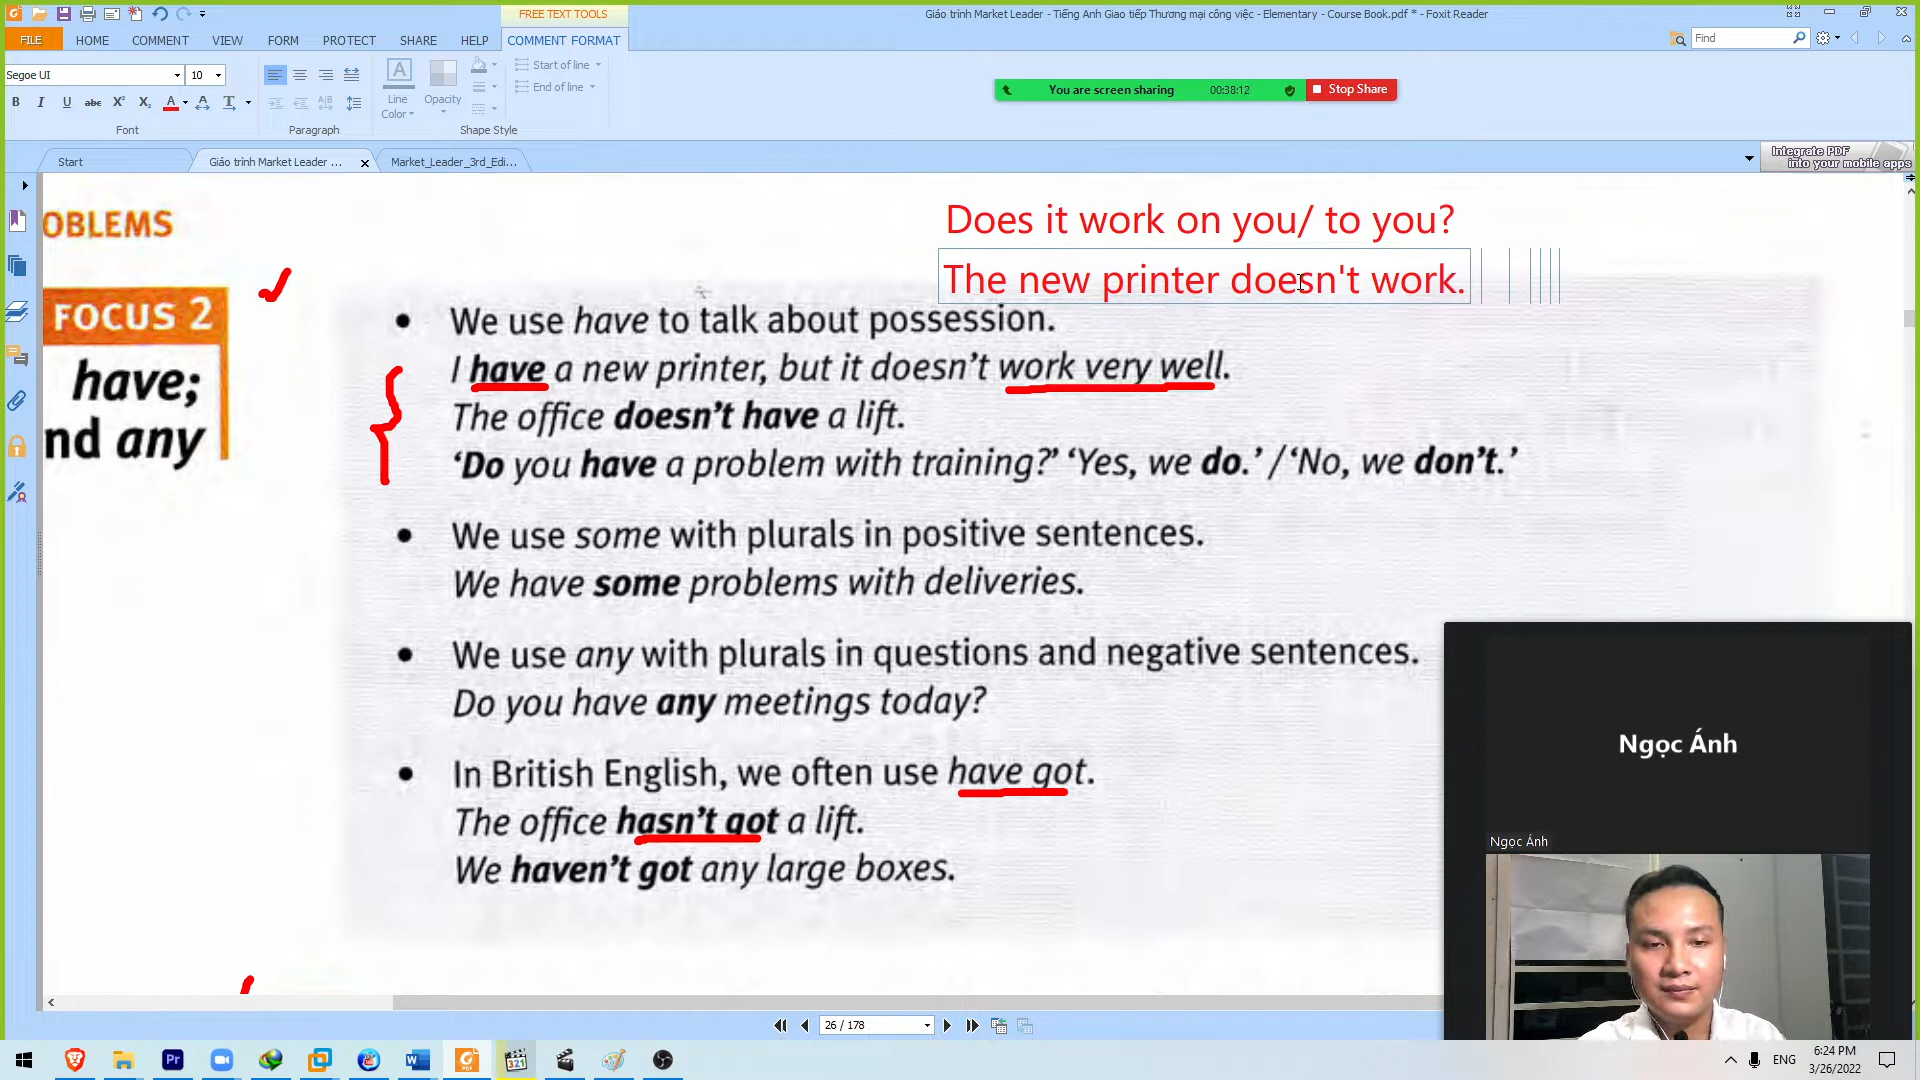 Giáo trình Market Leader - Tiếng Anh Giao tiếp Thương mại công việc - Elementary - Course Book.pdf * - Foxit Reader
FREE TEXT TOOLS
FILE HOME COMMENT VIEW FORM PROTECT SHARE HELP COMMENT FORMAT
Find
Segoe UI 10
Start of line
End of line
Line Color
Opacity
Font Paragraph Shape Style
You are screen sharing 00:38:12 Stop Share
Start
Giáo trình Market Leader ...
Market_Leader_3rd_Edi...
Integrate PDF
into your mobile apps
OBLEMS
Does it work on you/ to you?
The new printer doesn't work.
FOCUS 2
have;
nd any
• We use have to talk about possession.
I have a new printer, but it doesn't work very well.
The office doesn't have a lift.
'Do you have a problem with training?' 'Yes, we do.' / 'No, we don't.'
• We use some with plurals in positive sentences.
We have some problems with deliveries.
• We use any with plurals in questions and negative sentences.
Do you have any meetings today?
• In British English, we often use have got.
The office hasn't got a lift.
We haven't got any large boxes.
Ngọc Ánh
Ngọc Ánh
26 / 178
ENG
6:24 PM
3/26/2022